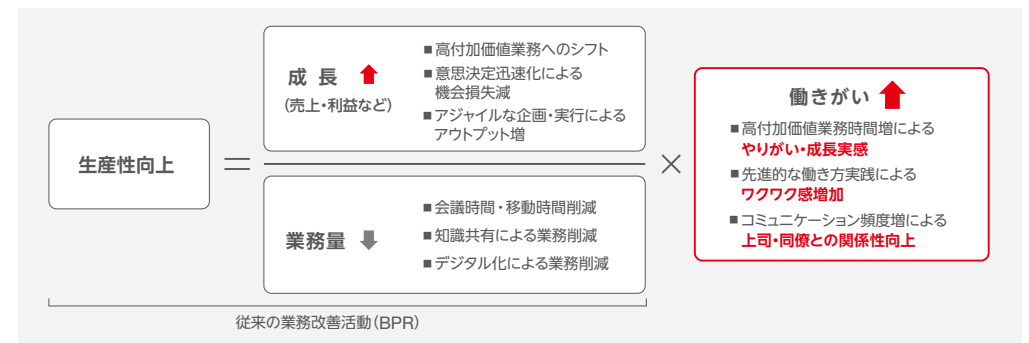 生産性向上
=
成 長
(売上・利益など)
■高付加価値業務へのシフト
■意思決定迅速化による
機会損失減
■アジャイルな企画・実行による
アウトプット増
業務量
■会議時間・移動時間削減
■知識共有による業務削減
■デジタル化による業務削減
×
働きがい
■高付加価値業務時間増による
やりがい・成長実感
■先進的な働き方実践による
ワクワク感増加
■コミュニケーション頻度増による
上司・同僚との関係性向上
従来の業務改善活動(BPR)